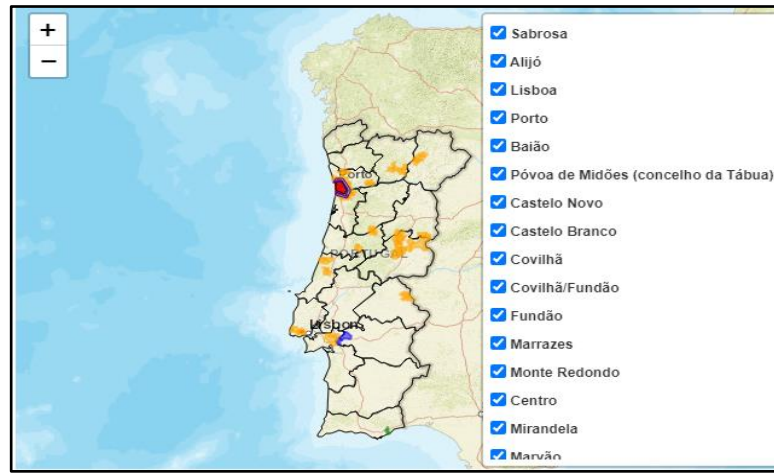 +
−
Porto
PORTUGAL
Lisbon
Sabrosa
Alijó
Lisboa
Porto
Baião
Póvoa de Midões (concelho da Tábua)
Castelo Novo
Castelo Branco
Covilhã
Covilhã/Fundão
Fundão
Marrazes
Monte Redondo
Centro
Mirandela
Marvão